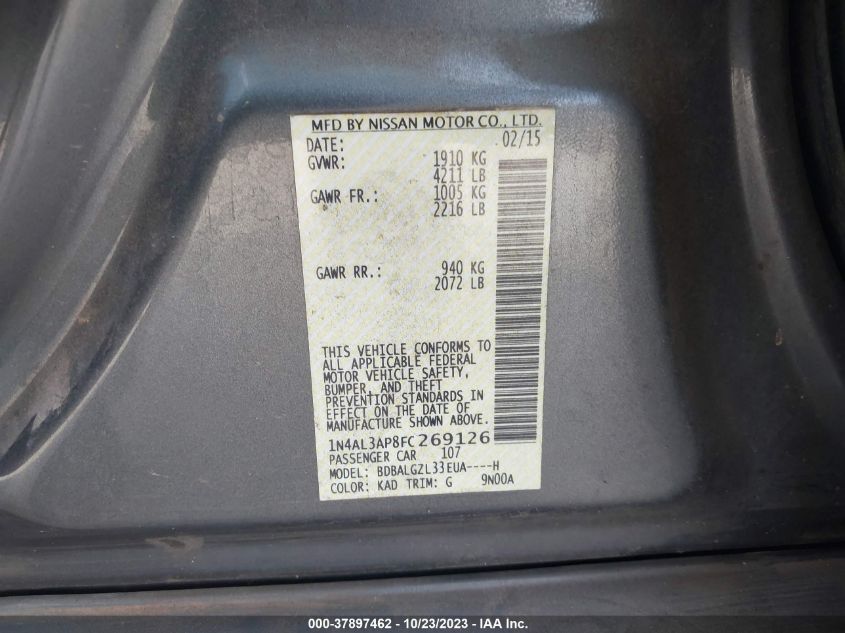 MFD BY NISSAN MOTOR CO., LTD.
DATE: 02/15
GVWR: 1910 KG
4211 LB
GAWR FR.: 1005 KG
2216 LB
GAWR RR.: 940 KG
2072 LB
THIS VEHICLE CONFORMS TO
ALL APPLICABLE FEDERAL
MOTOR VEHICLE SAFETY,
BUMPER, AND THEFT
PREVENTION STANDARDS IN
EFFECT ON THE DATE OF
MANUFACTURE SHOWN ABOVE.
1N4AL3AP8FC269126
PASSENGER CAR 107
MODEL: BDBALGZL33EUA----H
COLOR: KAD TRIM: G 9N00A
000-37897462 - 10/23/2023 - IAA Inc.